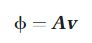 ϕ = Av